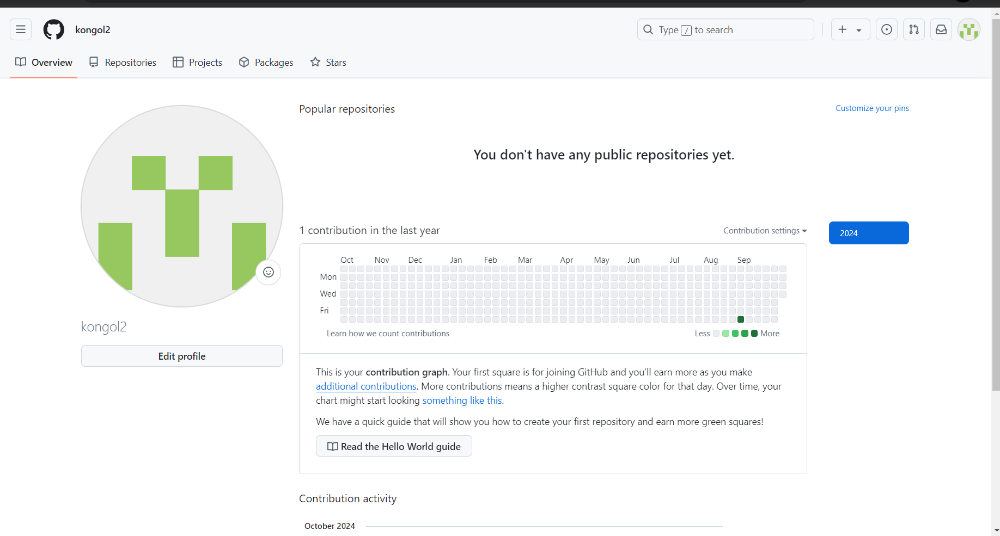 kongol2
Type / to search
Overview
Repositories
Projects
Packages
Stars
Popular repositories
Customize your pins
You don't have any public repositories yet.
kongol2
Edit profile
1 contribution in the last year
Contribution settings
2024
Oct Nov Dec Jan Feb Mar Apr May Jun Jul Aug Sep
Mon
Wed
Fri
Learn how we count contributions
Less More
This is your contribution graph. Your first square is for joining GitHub and you’ll earn more as you make
additional contributions. More contributions means a higher contrast square color for that day. Over time, your
chart might start looking something like this.
We have a quick guide that will show you how to create your first repository and earn more green squares!
Read the Hello World guide
Contribution activity
October 2024